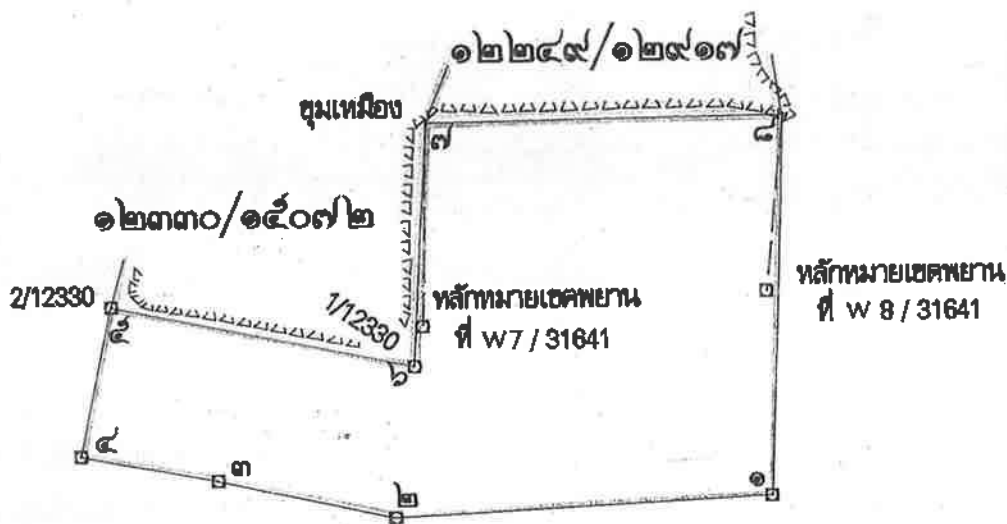 ๑๒๒๔๙/๑๒๙๑๗
ขุมเหมือง
๗
๘
๑๒๓๓๐/๑๕๐๗๒
2/12330
1/12330
๕
๖
หลักหมายเขตพยาน
ที่ W7 / 31641
หลักหมายเขตพยาน
ที่ W 8 / 31641
๔
๓
๒
๑